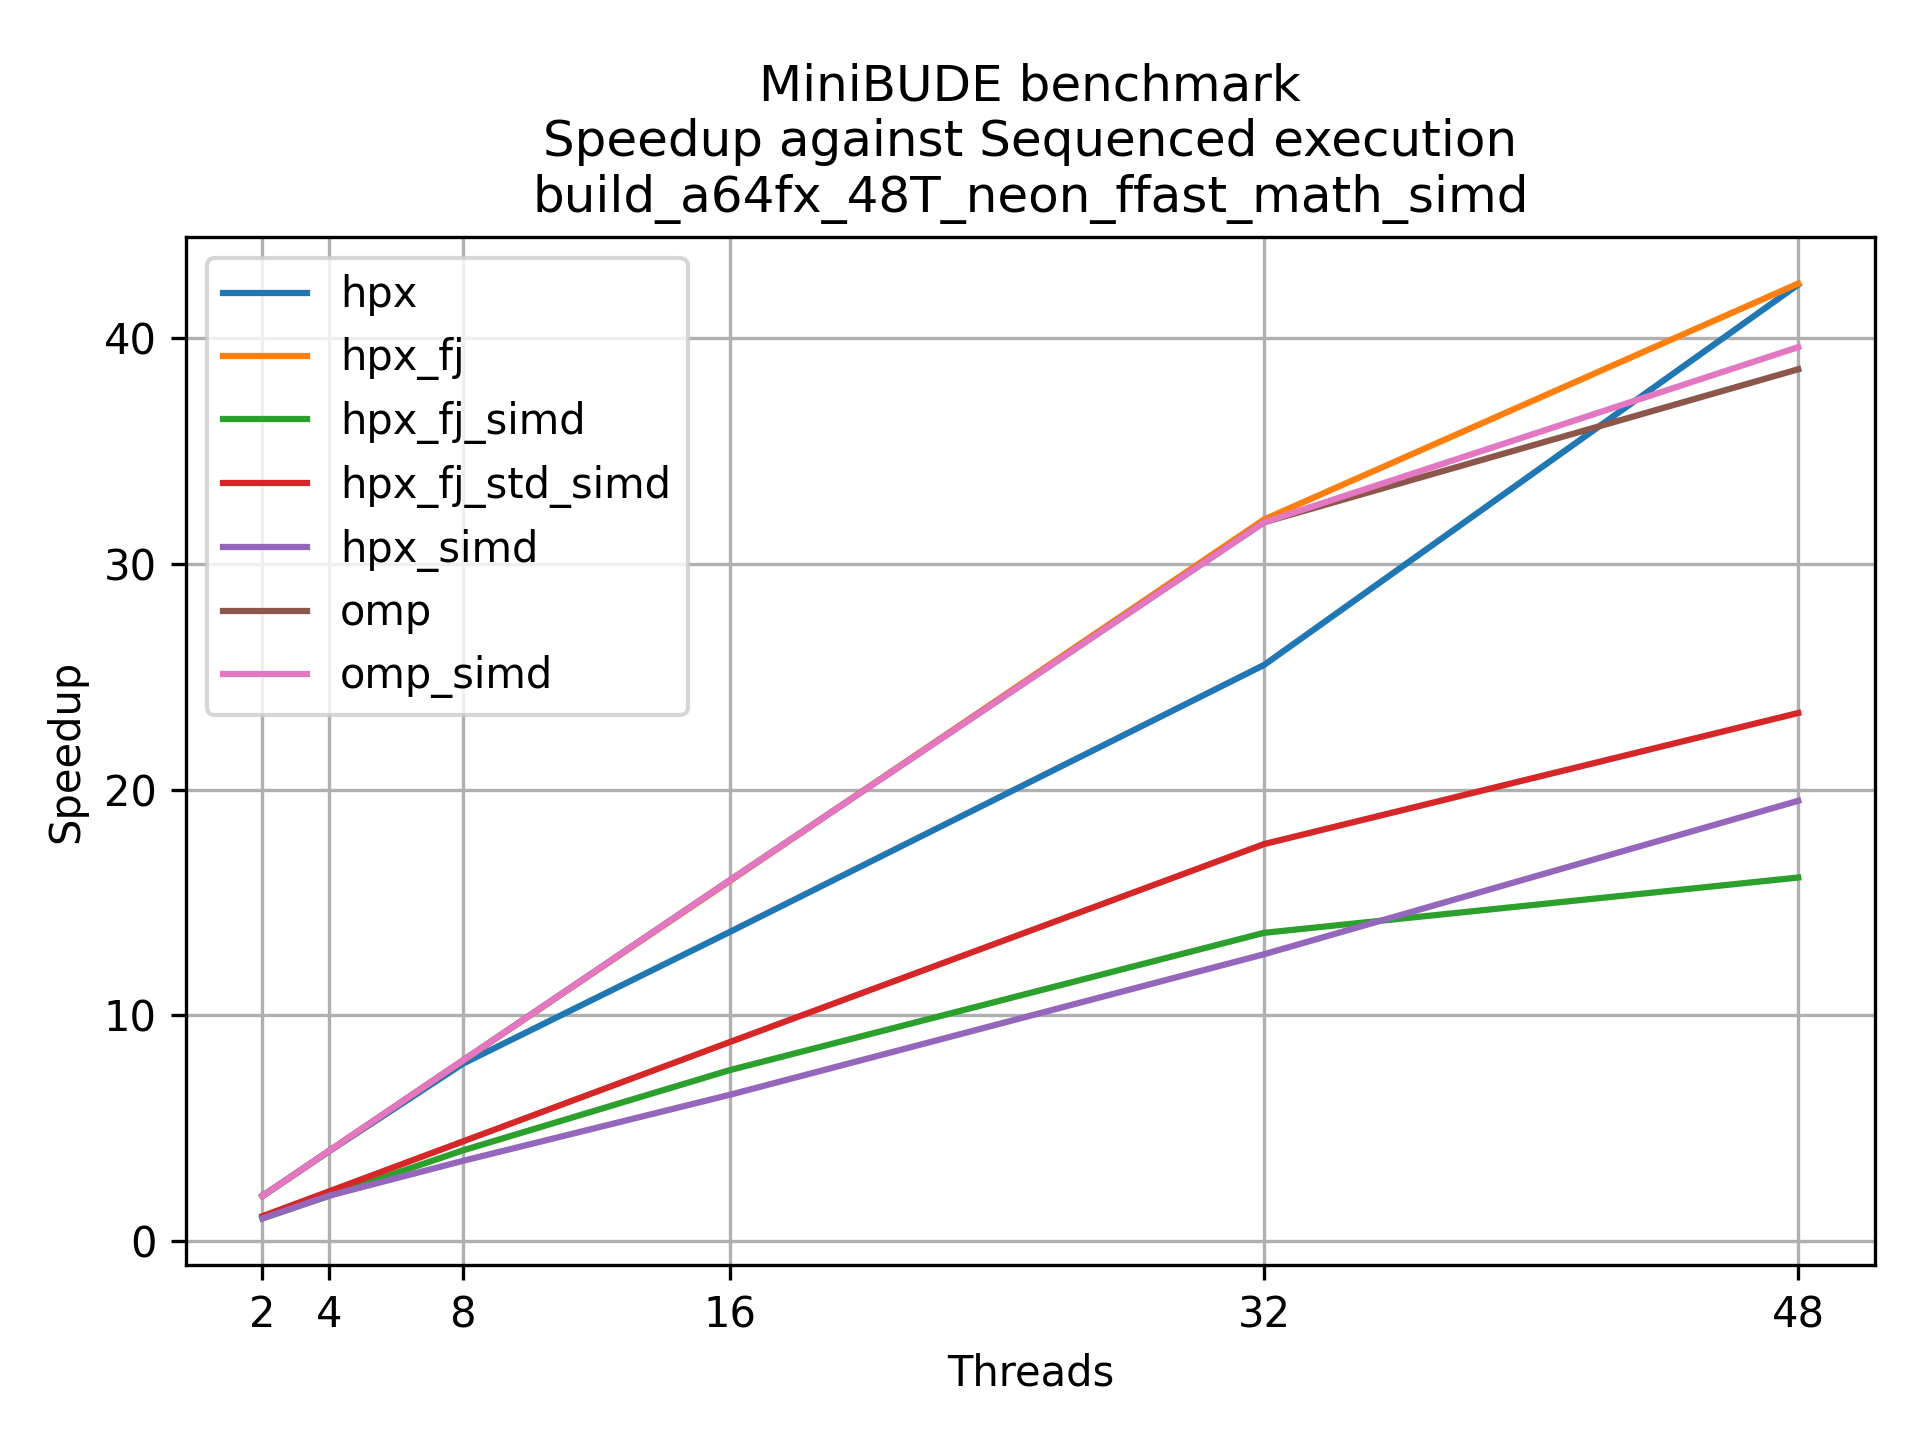 MiniBUDE benchmark
Speedup against Sequenced execution
build_a64fx_48T_neon_ffast_math_simd
hpx
hpx_fj
hpx_fj_simd
hpx_fj_std_simd
hpx_simd
omp
omp_simd
Speedup
40
30
20
10
0
2 4 8 16 32 48
Threads